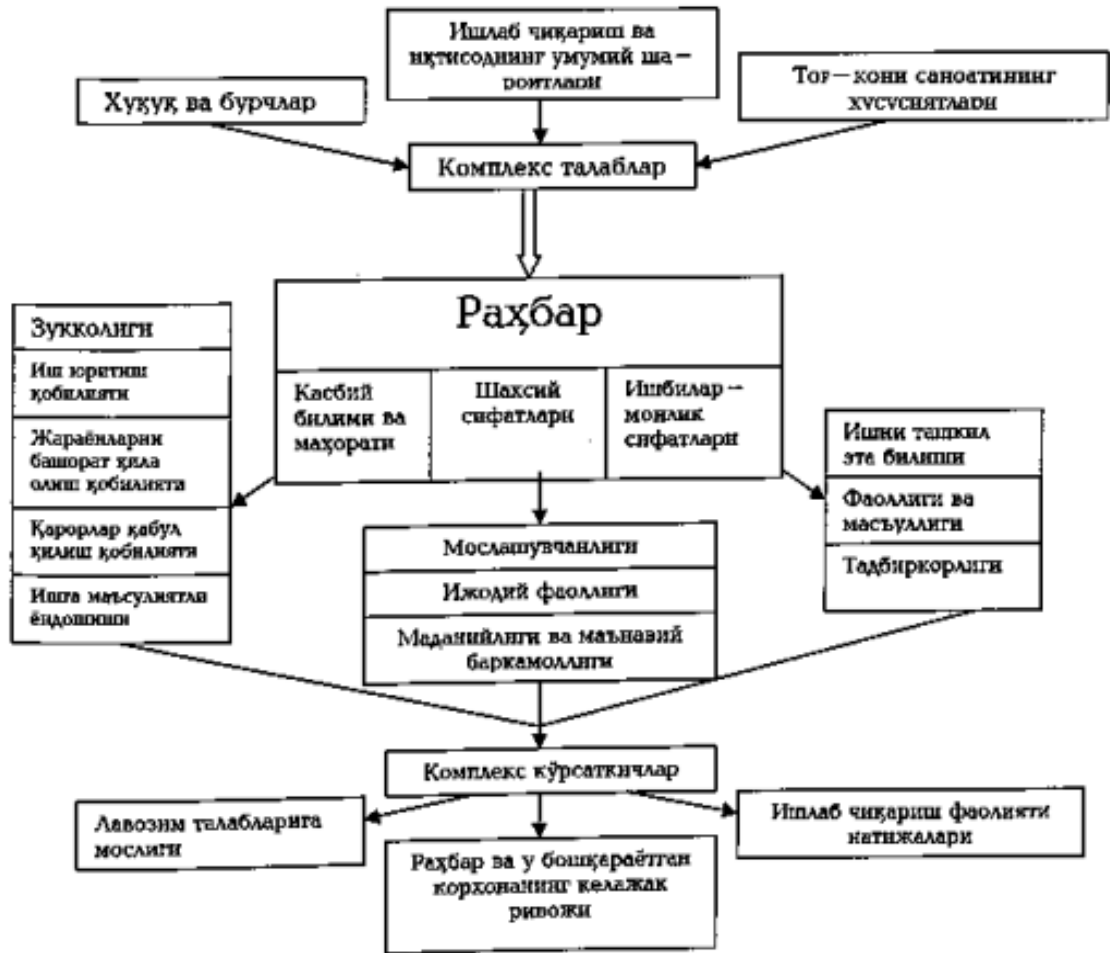 Ишлаб чиқариш ва
иқтисоднинг умумий ша –
роитлари
Хуқуқ ва бурчлар
Тоғ – кони саноатининг
хусусиятлари
Комплекс талаблар
Раҳбар
Касбий
билими ва
маҳорати
Шахсий
сифатлари
Ишбилар –
монлик
сифатлари
Зукколиги
Иш юритиш
қобилияти
Жараёнларни
башорат қила
олиш қобилияти
Қарорлар қабул
қилиш қобилияти
Ишга маъсулиятли
ёндошиши
Мослашувчанлиги
Ижодий фаоллиги
Маданийлиги ва маънавий
баркамоллиги
Ишни ташкил
эта билиши
Фаоллиги ва
масъуллиги
Тадбиркорлиги
Комплекс кўрсаткичлар
Лавозим талабларига
мослиги
Раҳбар ва у бошқараётган
корхонанинг келажак
ривожи
Ишлаб чиқариш фаолияти
натижалари